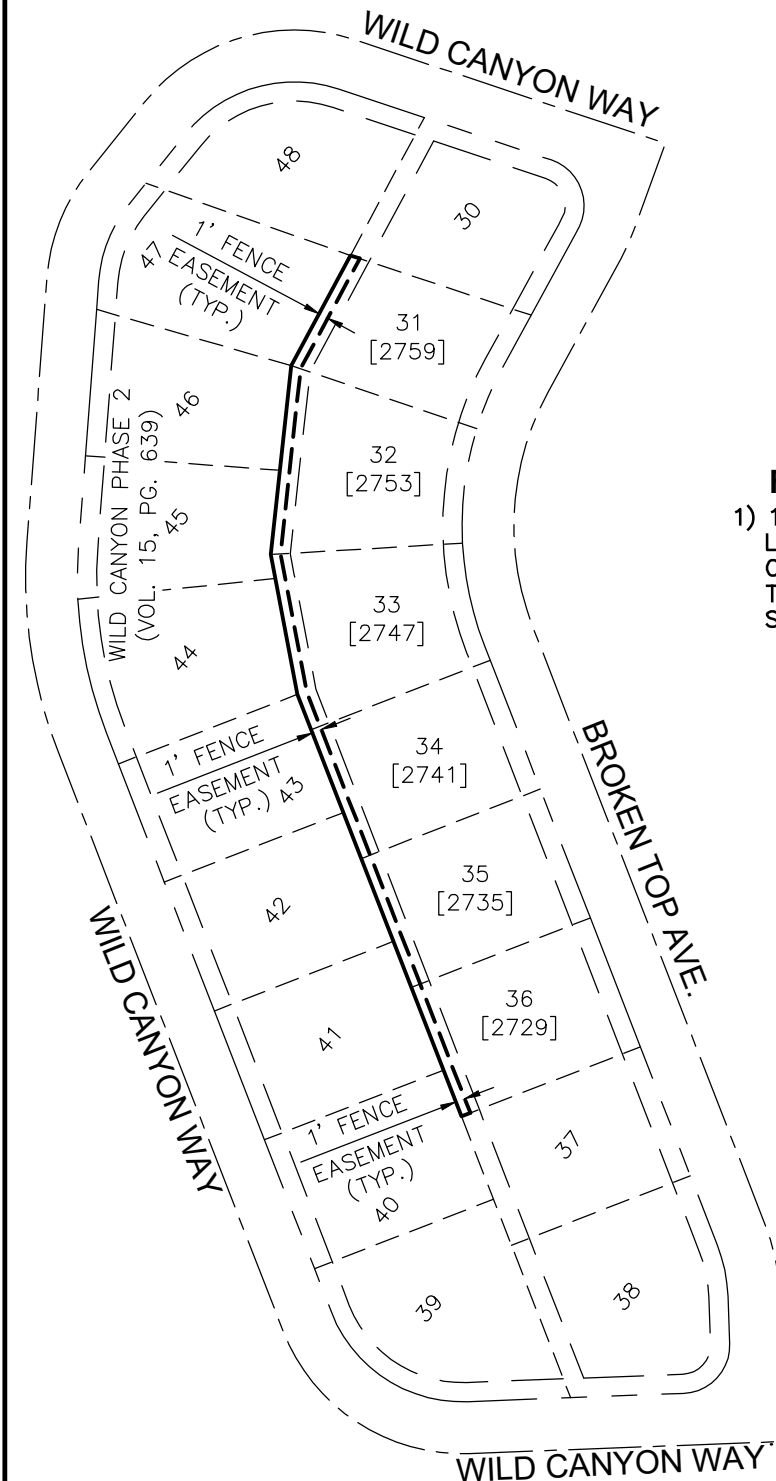 WILD CANYON WAY
48
30
1' FENCE
EASEMENT
(TYP.)
47
31
[2759]
46
32
[2753]
WILD CANYON PHASE 2
(VOL. 15, PG. 639)
45
33
[2747]
44
1' FENCE
EASEMENT
(TYP.)
43
34
[2741]
BROKEN TOP AVE.
35
[2735]
42
WILD CANYON WAY
36
[2729]
41
1' FENCE
EASEMENT
(TYP.)
40
37
39
38
WILD CANYON WAY
1) 1